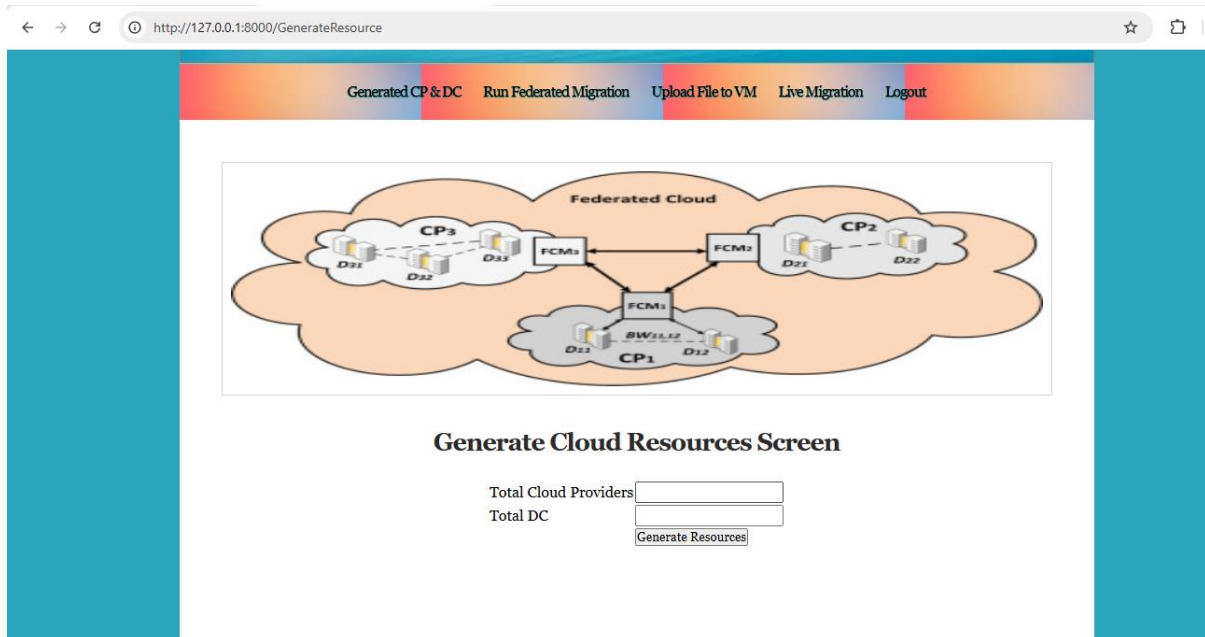 http://127.0.0.1:8000/GenerateResource
Generated CP & DC Run Federated Migration Upload File to VM Live Migration Logout
Federated Cloud
CP3 CP2
FCM3 FCM2
D31 D32 D33 D21 D22
FCM1
BW11,12
D11 CP1 D12
Generate Cloud Resources Screen
Total Cloud Providers
Total DC
Generate Resources